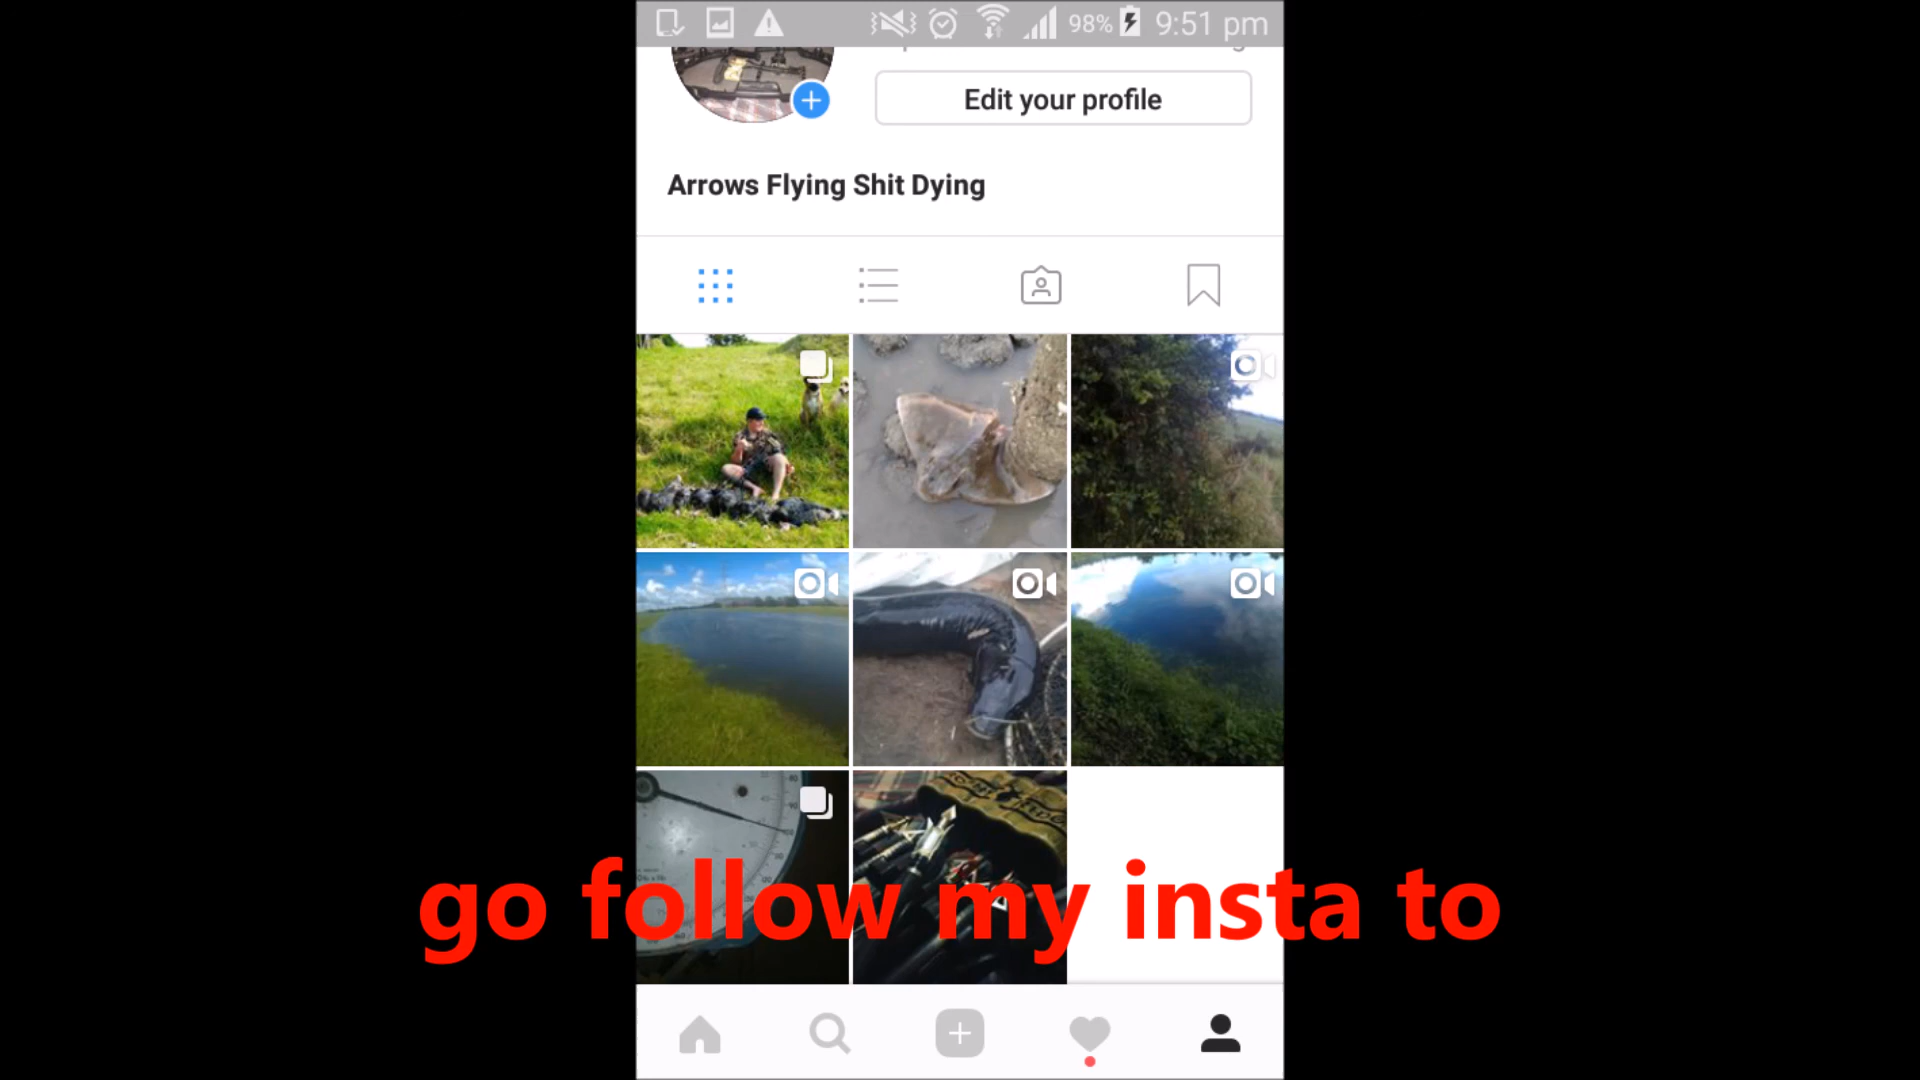 98% 9:51 pm
Edit your profile
Arrows Flying Shit Dying
go follow my insta to